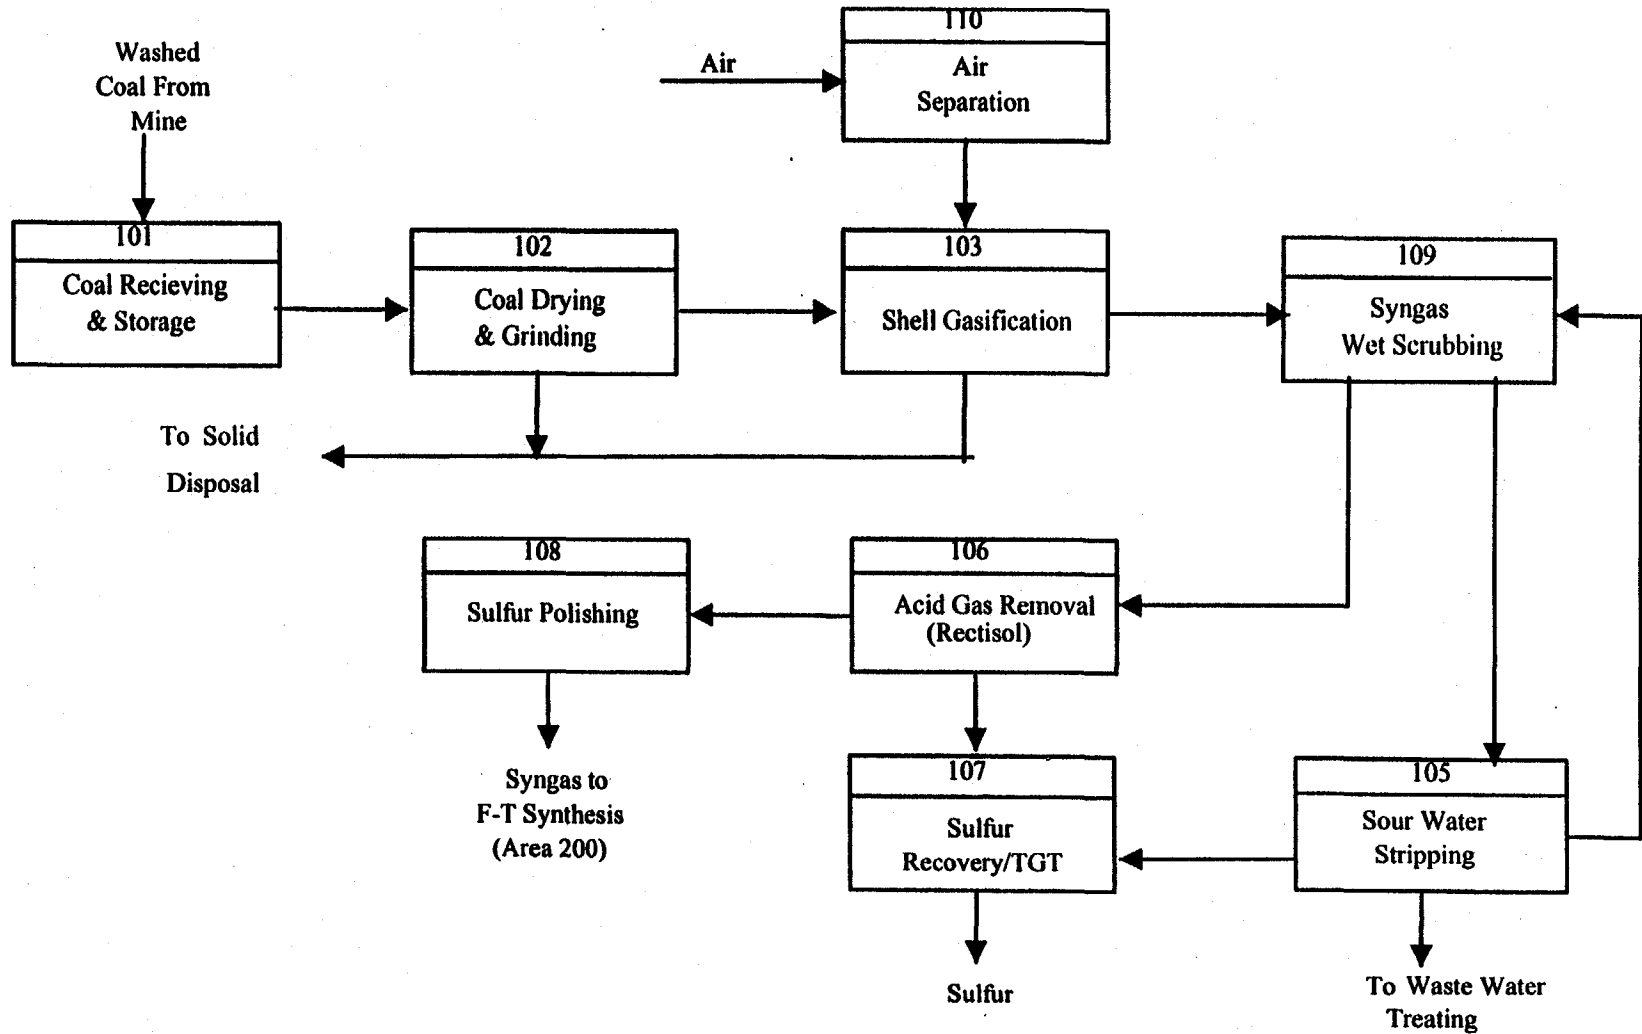 110
Washed
Coal From
Mine
Air
Air
Separation
101
Coal Recieving
& Storage
102
Coal Drying
& Grinding
103
Shell Gasification
109
Syngas
Wet Scrubbing
To Solid
Disposal
108
Sulfur Polishing
106
Acid Gas Removal
(Rectisol)
Syngas to
F-T Synthesis
(Area 200)
107
Sulfur
Recovery/TGT
105
Sour Water
Stripping
Sulfur
To Waste Water
Treating